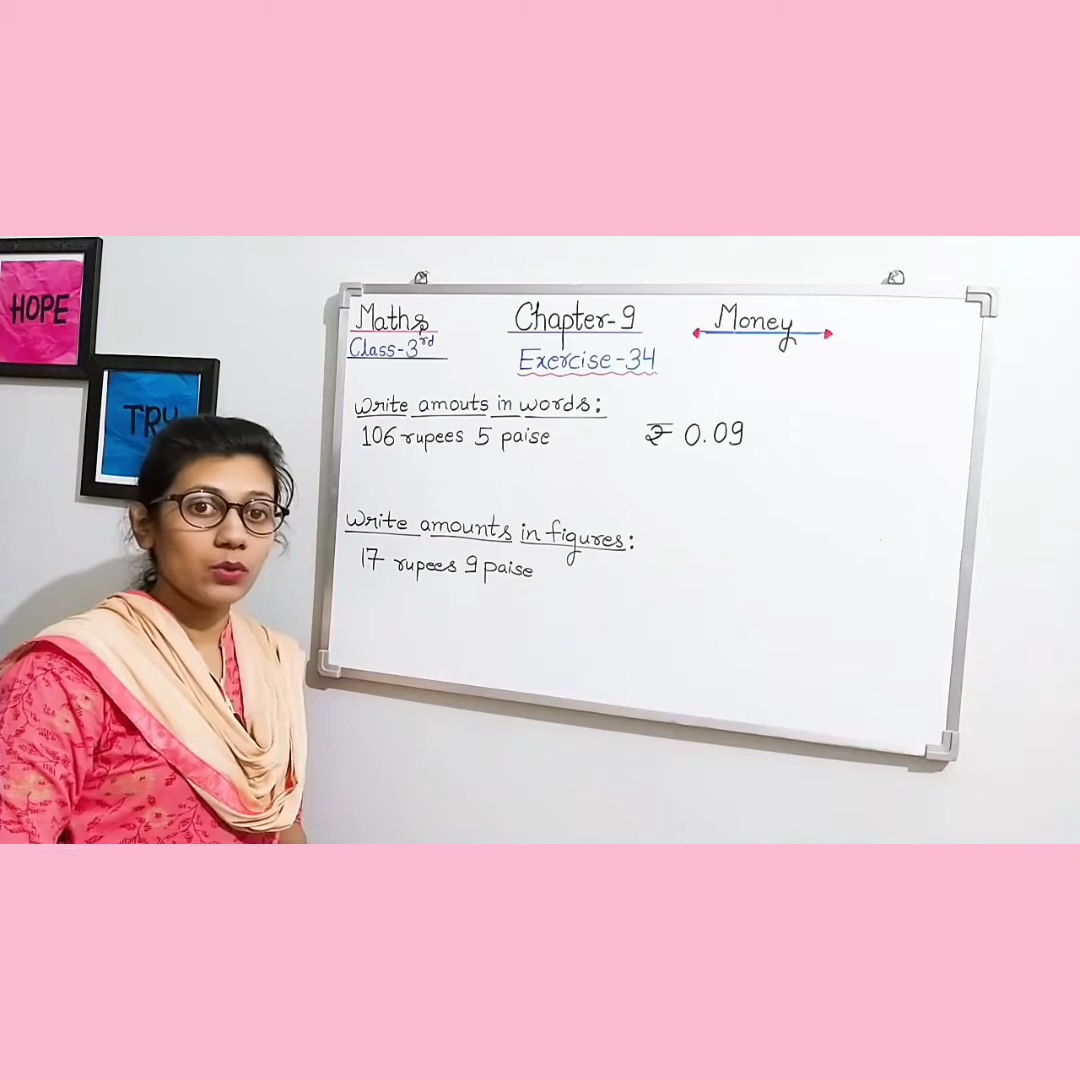 HOPE
TRY
Maths
Chapter-9
Money
Class-3rd
Exercise-34
Write amouts in words:
106 rupees 5 paise
₹ 0.09
Write amounts in figures:
17 rupees 9 paise